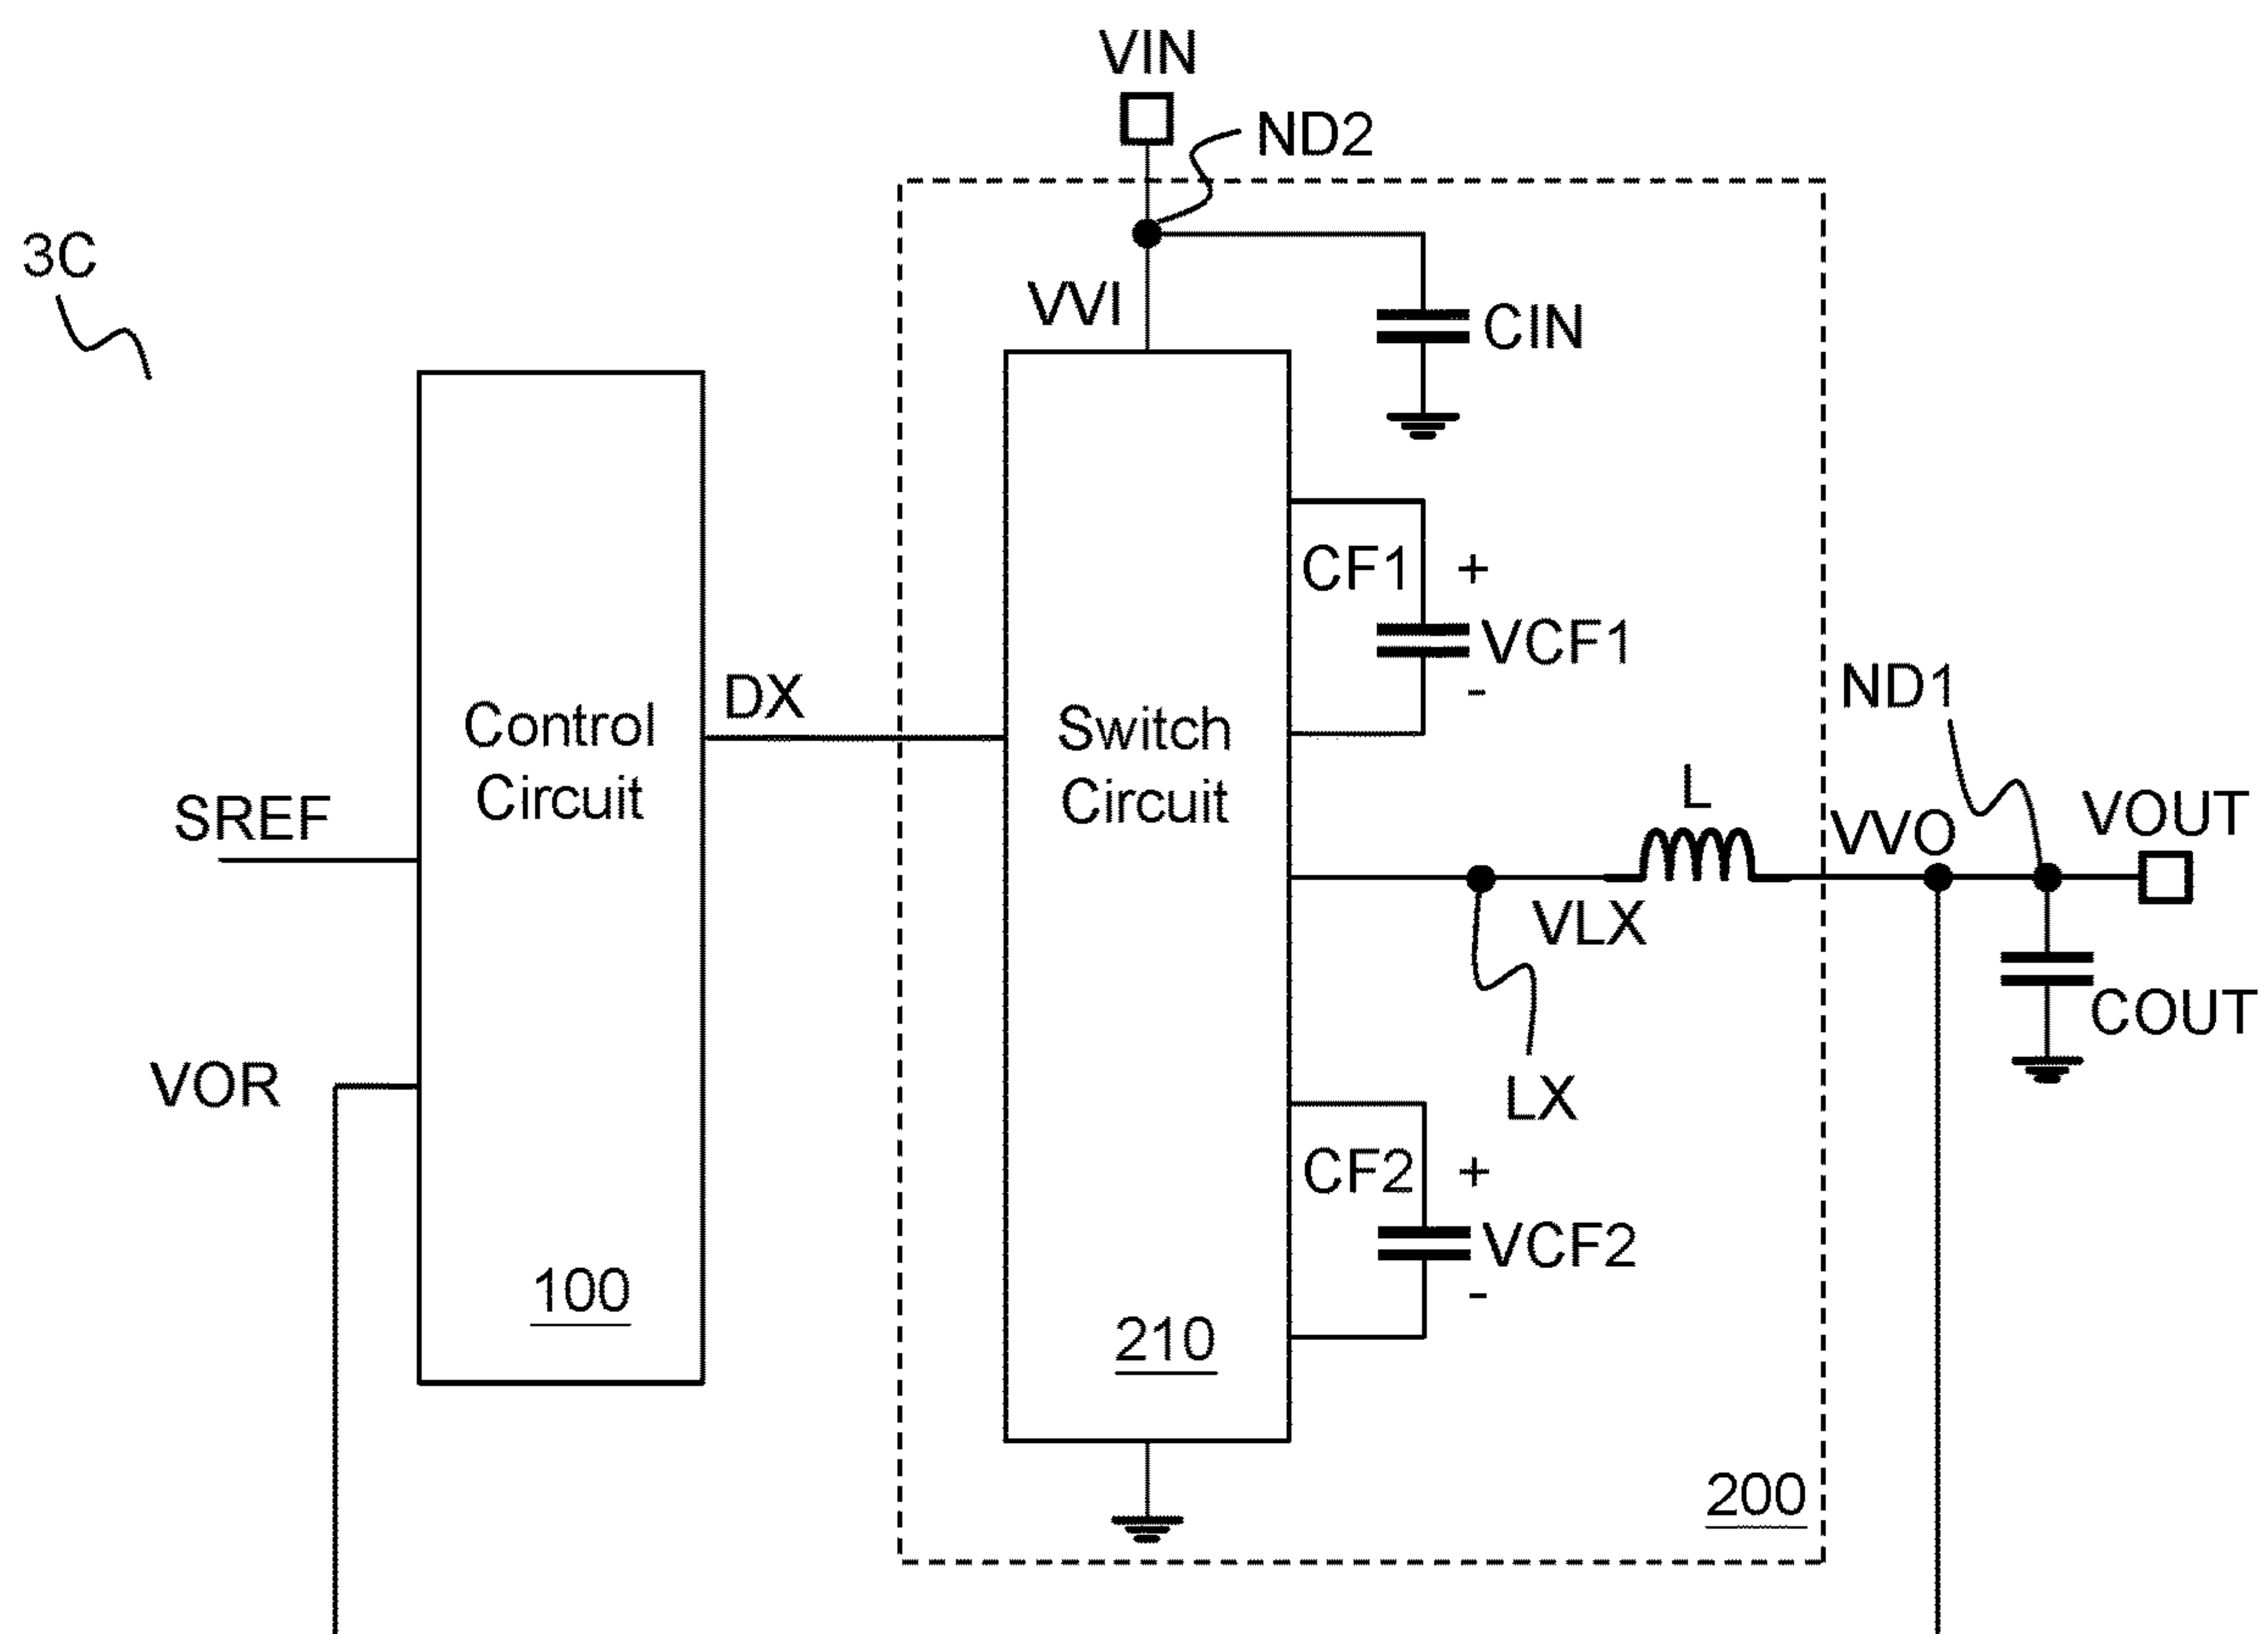 VIN
ND2
3C
VVI
CIN
CF1
+
VCF1
-
ND1
DX
Control
Circuit
Switch
Circuit
L
SREF
VVO
VOUT
VLX
COUT
VOR
LX
CF2
+
VCF2
-
100
210
200